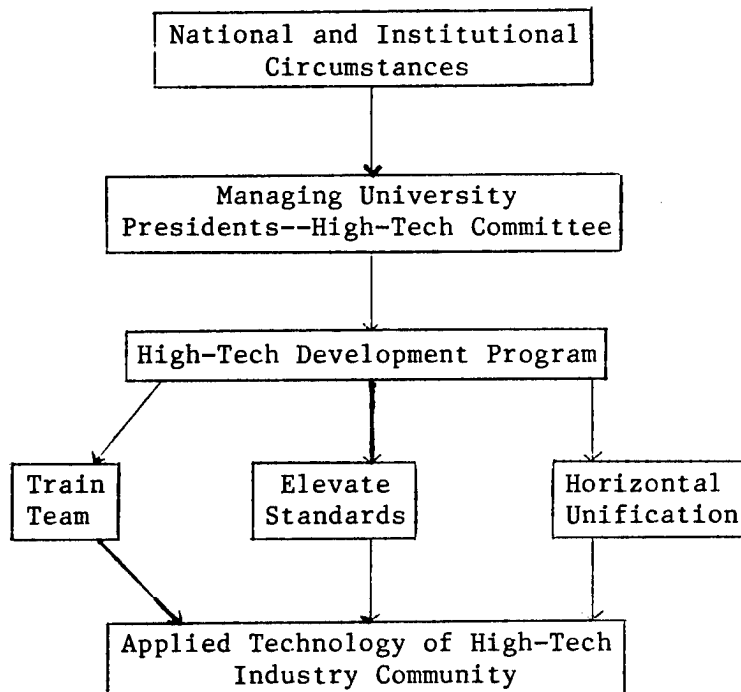 National and Institutional
Circumstances
Managing University
Presidents--High-Tech Committee
High-Tech Development Program
Train
Team
Elevate
Standards
Horizontal
Unification
Applied Technology of High-Tech
Industry Community